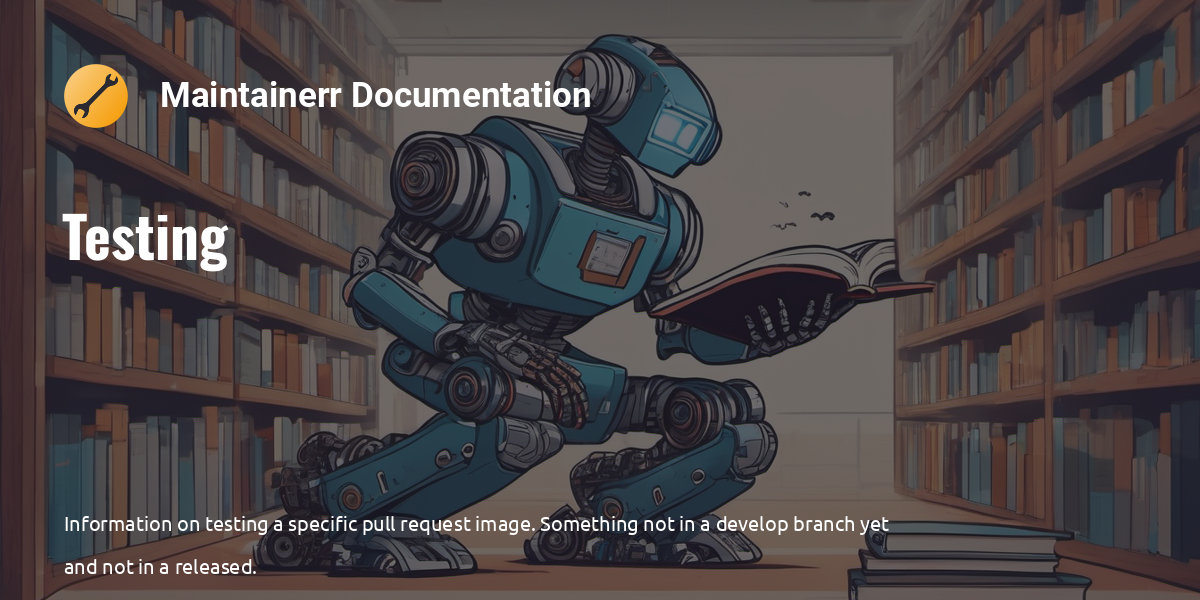 Maintainerr Documentation
Testing
Information on testing a specific pull request image. Something not in a develop branch yet
and not in a released.